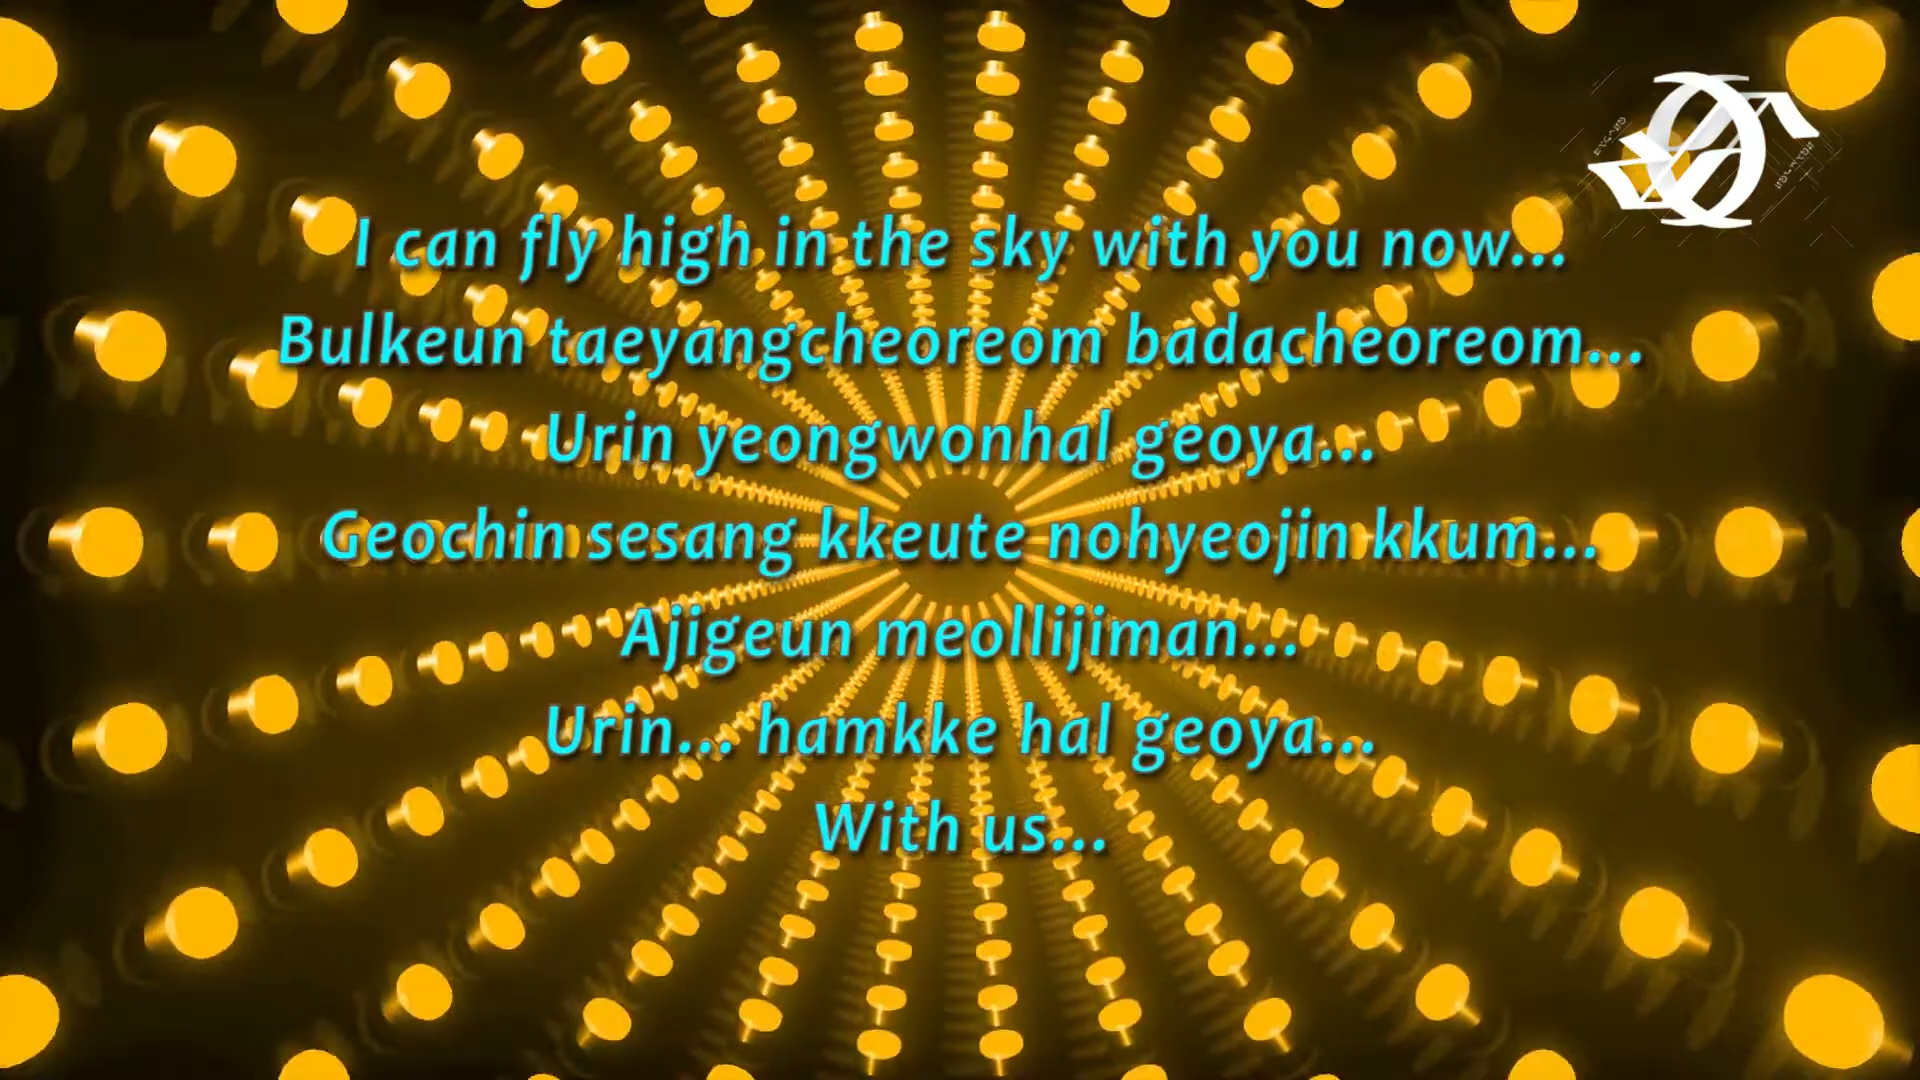 I can fly high in the sky with you now...
Bulkeun taeyangcheoreom badacheoreom...
Urin yeongwonhal geoya...
Geochin sesang kkeute nohyeojin kkum...
Ajigeun meollijiman...
Urin... hamkke hal geoya...
With us...